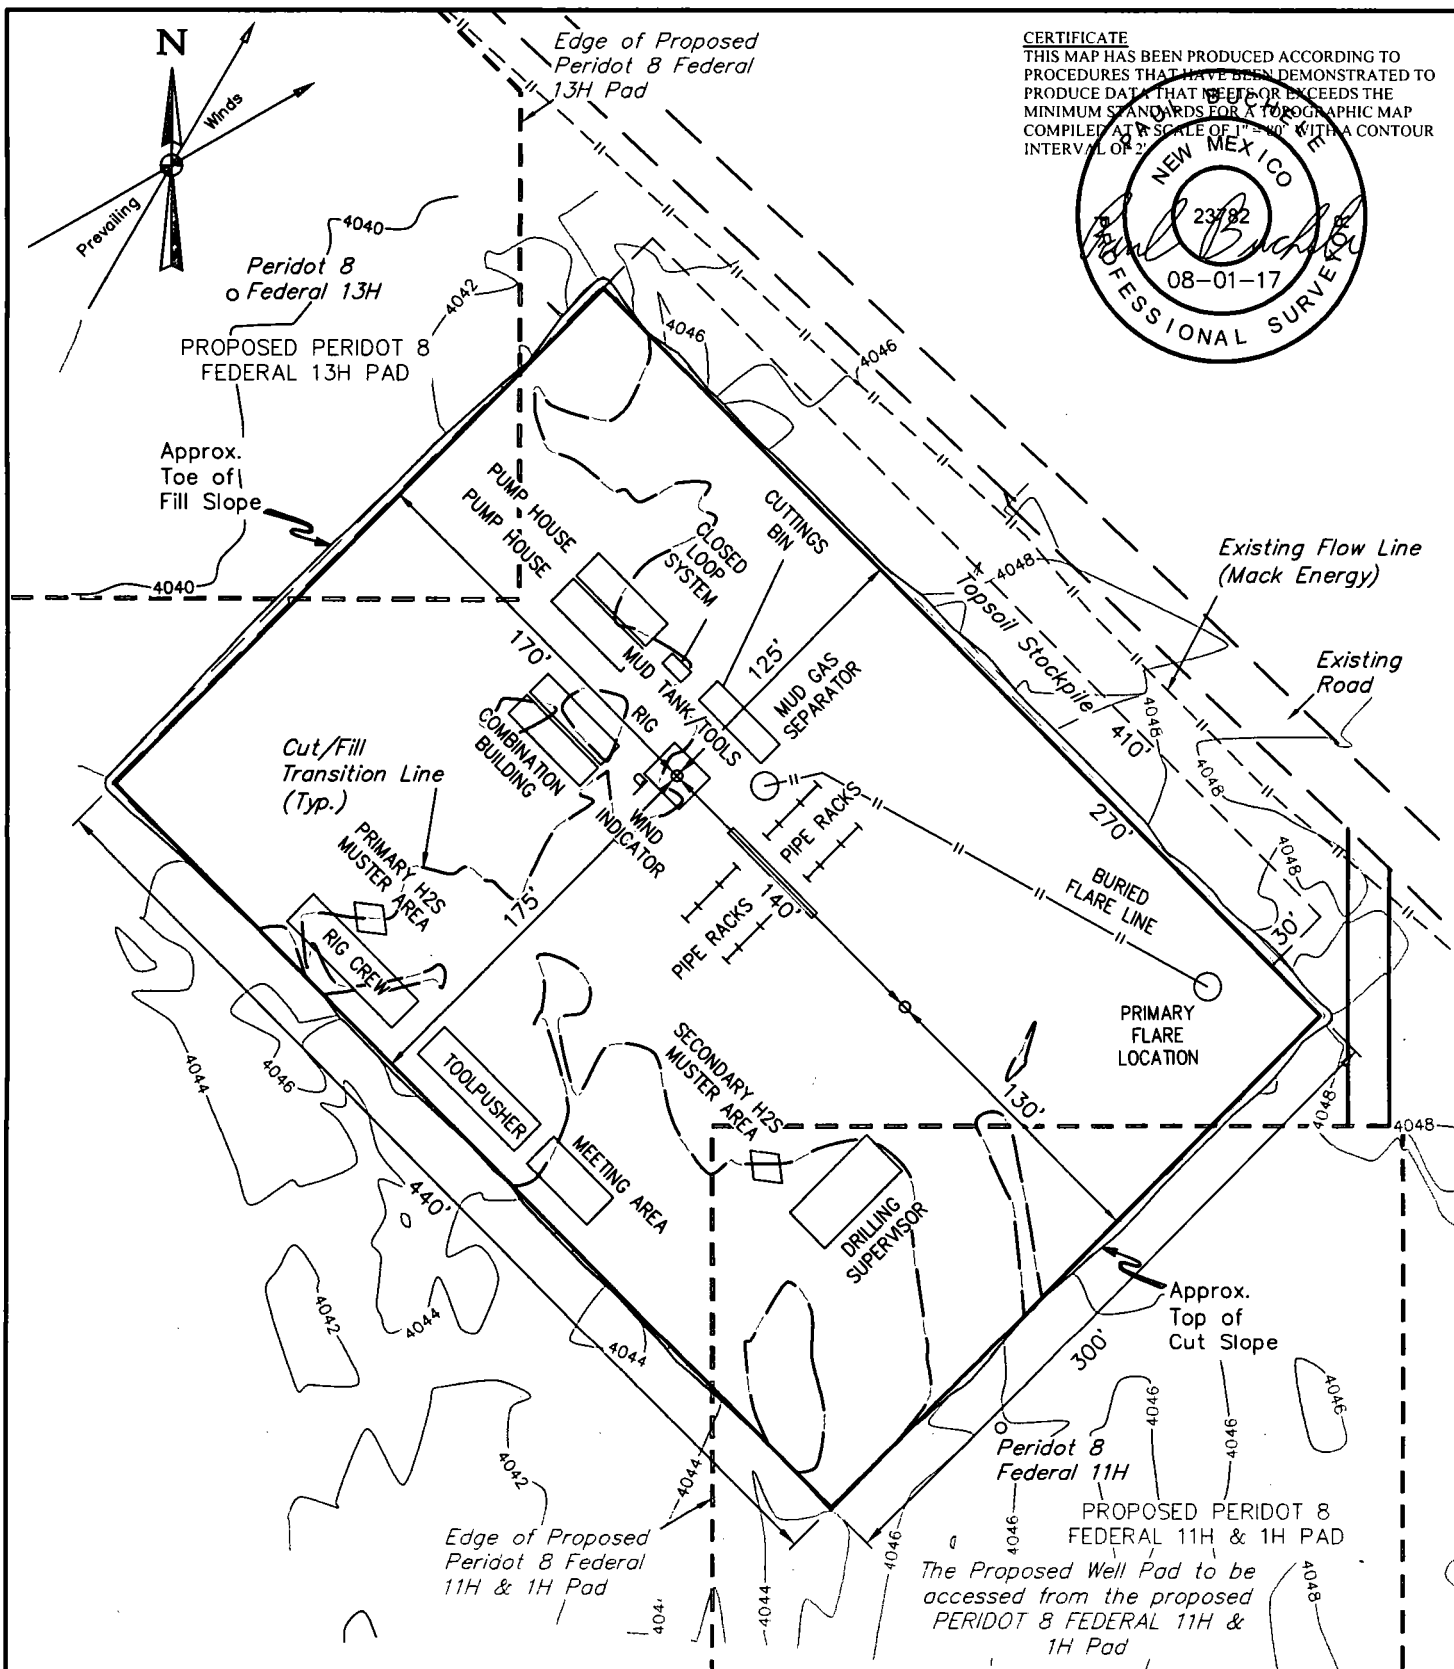 N
Winds
Prevailing
Edge of Proposed
Peridot 8 Federal
13H Pad
CERTIFICATE
THIS MAP HAS BEEN PRODUCED ACCORDING TO
PROCEDURES THAT HAVE BEEN DEMONSTRATED TO
PRODUCE DATA THAT MEETS OR EXCEEDS THE
MINIMUM STANDARDS FOR A TOPOGRAPHIC MAP
COMPILED AT A SCALE OF 1" = 80' WITH A CONTOUR
INTERVAL OF 2'
PAUL BUCHELE
NEW MEXICO
23782
08-01-17
PROFESSIONAL SURVEYOR
4040
Peridot 8
Federal 13H
4042
PROPOSED PERIDOT 8
FEDERAL 13H PAD
4046
4046
Approx.
Toe of
Fill Slope
4040
PUMP HOUSE
PUMP HOUSE
CLOSED
LOOP
SYSTEM
CUTTINGS
BIN
Topsoil Stockpile
4048
Existing Flow Line
(Mack Energy)
Existing
Road
170'
125'
MUD TANK/TOOLS
MUD GAS
SEPARATOR
RIG
COMBINATION
BUILDING
WIND
INDICATOR
4048
410'
4048
270'
Cut/Fill
Transition Line
(Typ.)
PIPE RACKS
PIPE RACKS
140'
175'
BURIED
FLARE LINE
4048
4048
30'
PRIMARY H2S
MUSTER
AREA
RIG CREW
PRIMARY
FLARE
LOCATION
SECONDARY H2S
MUSTER AREA
130'
4044
4046
TOOLPUSHER
MEETING AREA
DRILLING
SUPERVISOR
4048
4048
440'
Approx.
Top of
Cut Slope
300'
4042
4044
4044
4046
4046
4046
4042
4044
Peridot 8
Federal 11H
PROPOSED PERIDOT 8
FEDERAL 11H & 1H PAD
Edge of Proposed
Peridot 8 Federal
11H & 1H Pad
4046
4046
The Proposed Well Pad to be
accessed from the proposed
PERIDOT 8 FEDERAL 11H &
1H Pad
4048
4044
404